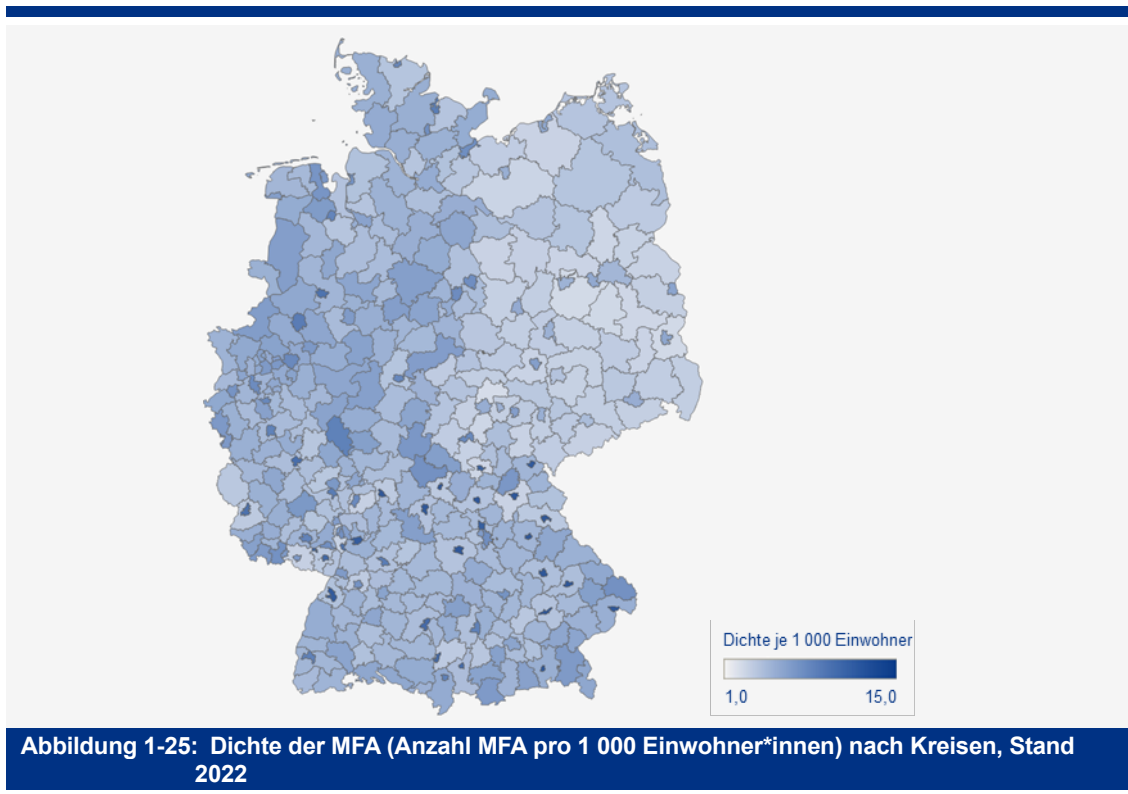 Dichte je 1 000 Einwohner
1,0 15,0
Abbildung 1-25: Dichte der MFA (Anzahl MFA pro 1 000 Einwohner*innen) nach Kreisen, Stand
2022